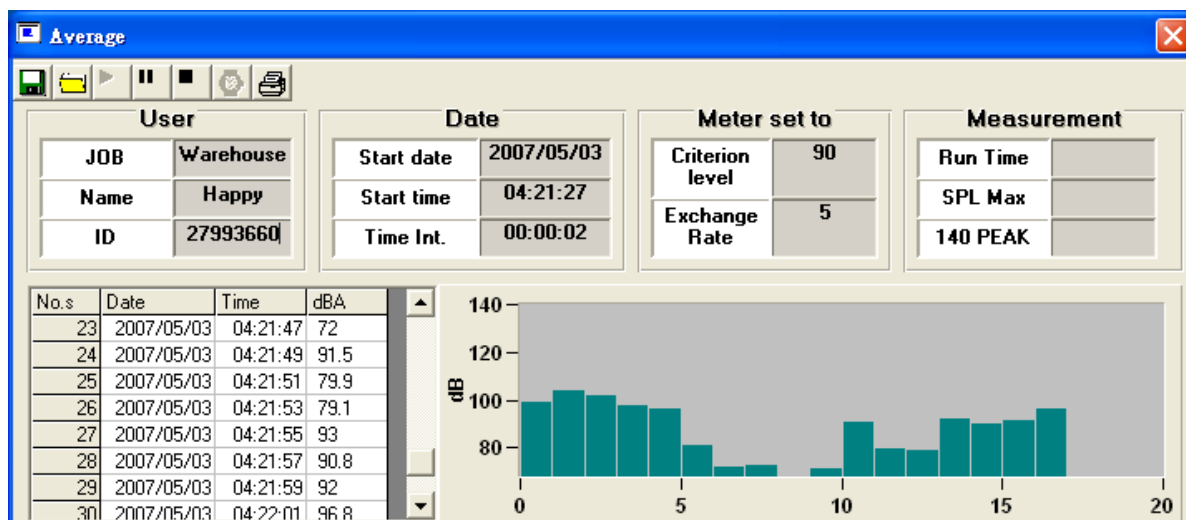 Average
User
JOB Warehouse
Name Happy
ID 27993660
Date
Start date 2007/05/03
Start time 04:21:27
Time Int. 00:00:02
Meter set to
Criterion level 90
Exchange Rate 5
Measurement
Run Time
SPL Max
140 PEAK
No.s Date Time dBA
23 2007/05/03 04:21:47 72
24 2007/05/03 04:21:49 91.5
25 2007/05/03 04:21:51 79.9
26 2007/05/03 04:21:53 79.1
27 2007/05/03 04:21:55 93
28 2007/05/03 04:21:57 90.8
29 2007/05/03 04:21:59 92
30 2007/05/03 04:22:01 96.8
140
120
100
80
dB
0 5 10 15 20